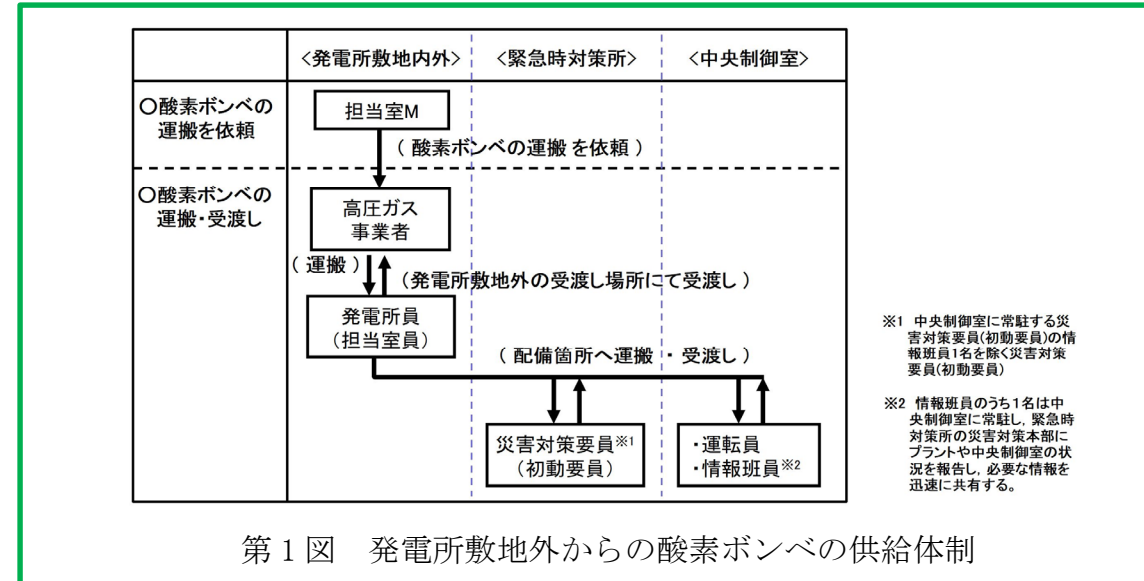 <発電所敷地内外>
<緊急時対策所>
<中央制御室>
○酸素ボンベの
運搬を依頼
担当室M
( 酸素ボンベの運搬 を依頼 )
○酸素ボンベの
運搬・受渡し
高圧ガス
事業者
( 運搬 )
(発電所敷地外の受渡し場所にて受渡し )
発電所員
(担当室員)
( 配備箇所へ運搬 ・ 受渡し )
災害対策要員※1
(初動要員)
・運転員
・情報班員※2
※1 中央制御室に常駐する災
害対策要員(初動要員)の情
報班員1名を除く災害対策
要員(初動要員)
※2 情報班員のうち1名は中
央制御室に常駐し, 緊急時
対策所の災害対策本部に
プラントや中央制御室の状
況を報告し, 必要な情報を
迅速に共有する。
第1図 発電所敷地外からの酸素ボンベの供給体制